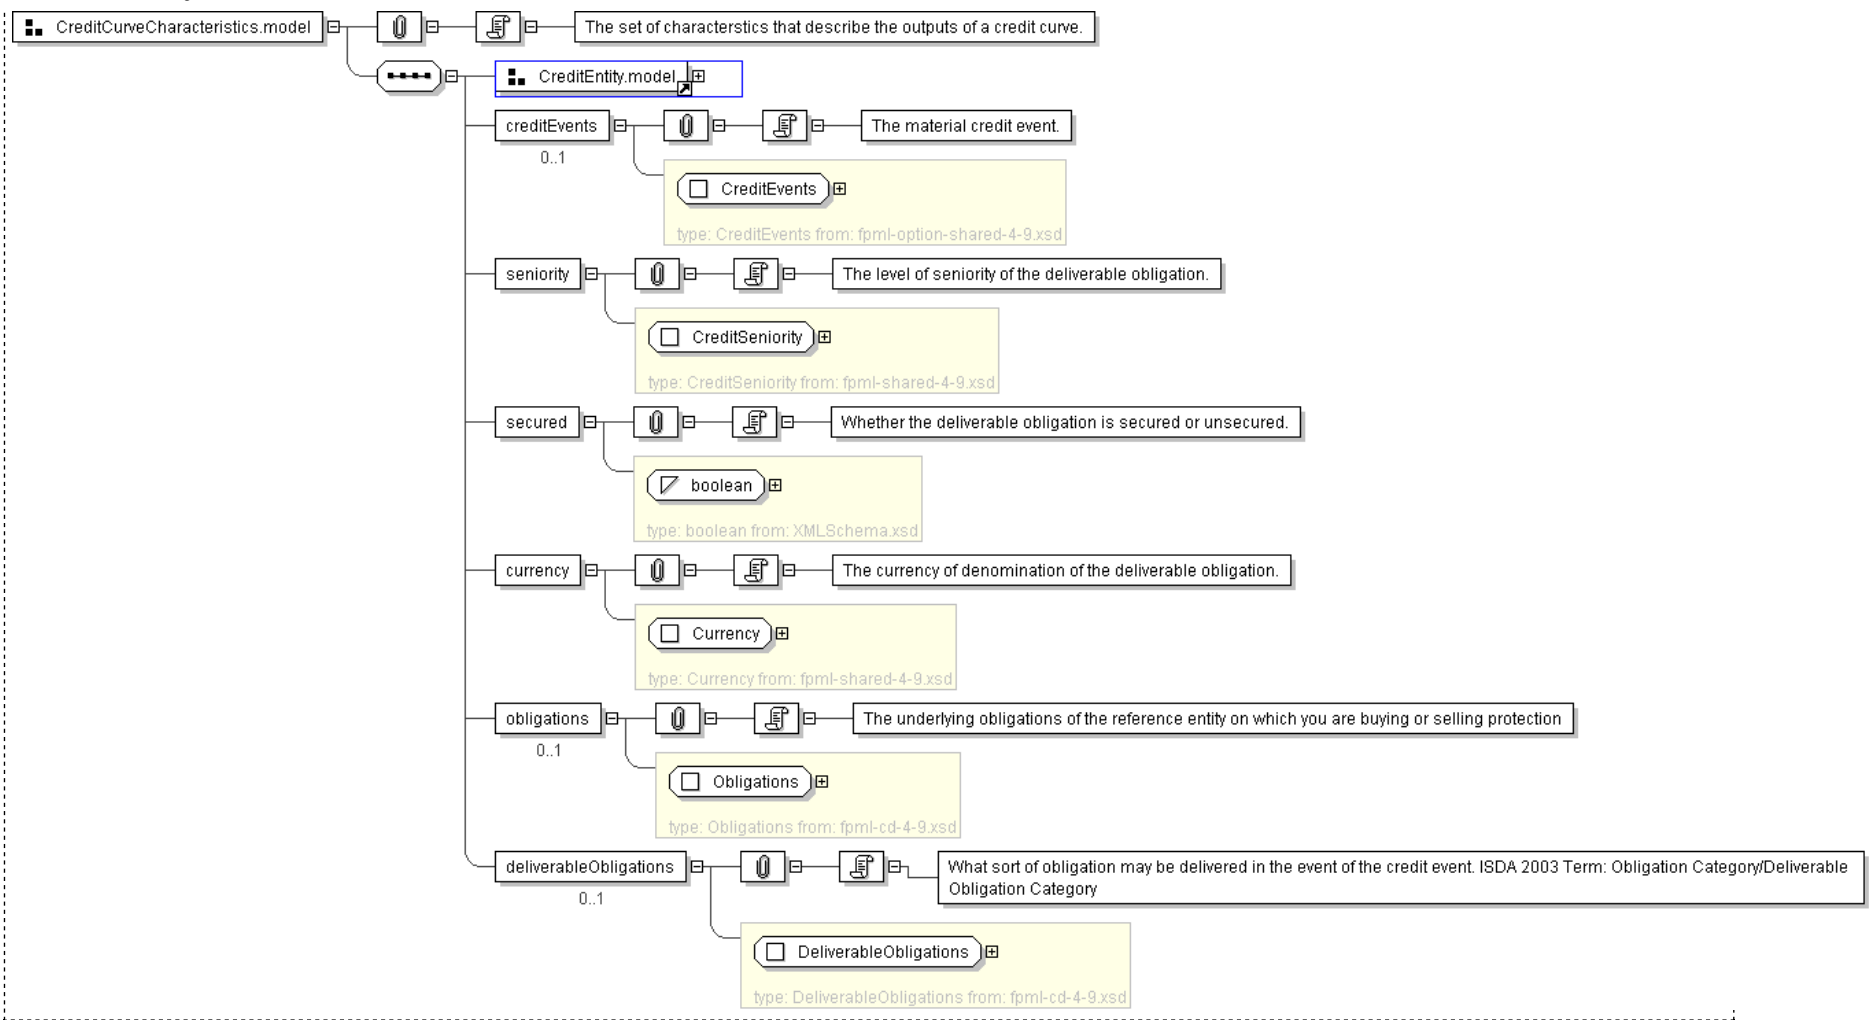 CreditCurveCharacteristics.model
The set of characterstics that describe the outputs of a credit curve.
CreditEntity.model
creditEvents
The material credit event.
0..1
CreditEvents
type: CreditEvents from: fpml-option-shared-4-9.xsd
seniority
The level of seniority of the deliverable obligation.
CreditSeniority
type: CreditSeniority from: fpml-shared-4-9.xsd
secured
Whether the deliverable obligation is secured or unsecured.
boolean
type: boolean from: XMLSchema.xsd
currency
The currency of denomination of the deliverable obligation.
Currency
type: Currency from: fpml-shared-4-9.xsd
obligations
The underlying obligations of the reference entity on which you are buying or selling protection
0..1
Obligations
type: Obligations from: fpml-cd-4-9.xsd
deliverableObligations
What sort of obligation may be delivered in the event of the credit event. ISDA 2003 Term: Obligation Category/Deliverable
Obligation Category
0..1
DeliverableObligations
type: DeliverableObligations from: fpml-cd-4-9.xsd